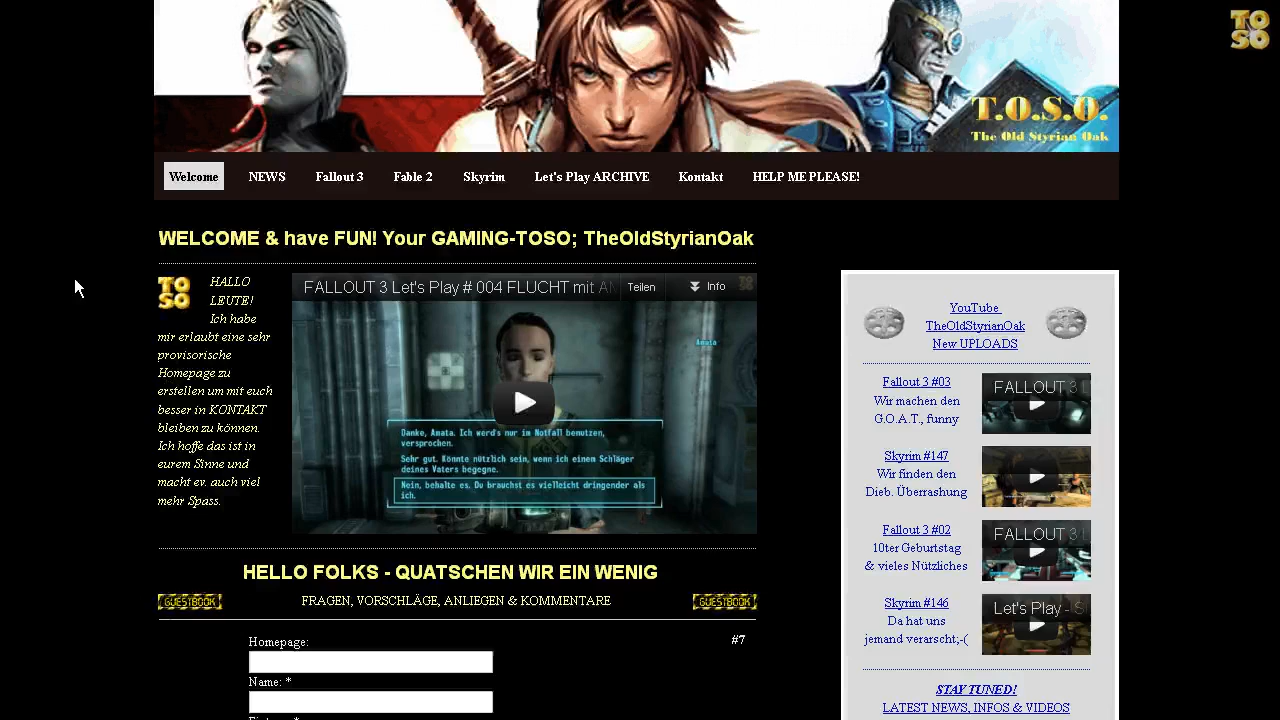 TO
SO
T.O.S.O.
The Old Styrian Oak
Welcome NEWS Fallout 3 Fable 2 Skyrim Let's Play ARCHIVE Kontakt HELP ME PLEASE!
WELCOME & have FUN! Your GAMING-TOSO; TheOldStyrianOak
TO
SO
HALLO
LEUTE!
Ich habe
mir erlaubt eine sehr
provisorische
Homepage zu
erstellen um mit euch
besser in KONTAKT
bleiben zu können.
Ich hoffe das ist in
eurem Sinne und
macht ev. auch viel
mehr Spass.
FALLOUT 3 Let's Play # 004 FLUCHT mit AM
Teilen
Info
Amata
Danke, Amata. Ich werd's nur im Notfall benutzen,
versprochen.
Sehr gut. Könnte nützlich sein, wenn ich einem Schläger
deines Vaters begegne.
Nein, behalte es. Du brauchst es vielleicht dringender als
ich.
HELLO FOLKS - QUATSCHEN WIR EIN WENIG
GUESTBOOK FRAGEN, VORSCHLÄGE, ANLIEGEN & KOMMENTARE GUESTBOOK
Homepage:
#7
Name: *
YouTube
TheOldStyrianOak
New UPLOADS
Fallout 3 #03
Wir machen den
G.O.A.T., funny
FALLOUT 3 L
Skyrim #147
Wir finden den
Dieb. Überrashung
Fallout 3 #02
10ter Geburtstag
& vieles Nützliches
FALLOUT 3 L
Skyrim #146
Da hat uns
jemand verarscht;-(
Let's Play - S
STAY TUNED!
LATEST NEWS, INFOS & VIDEOS